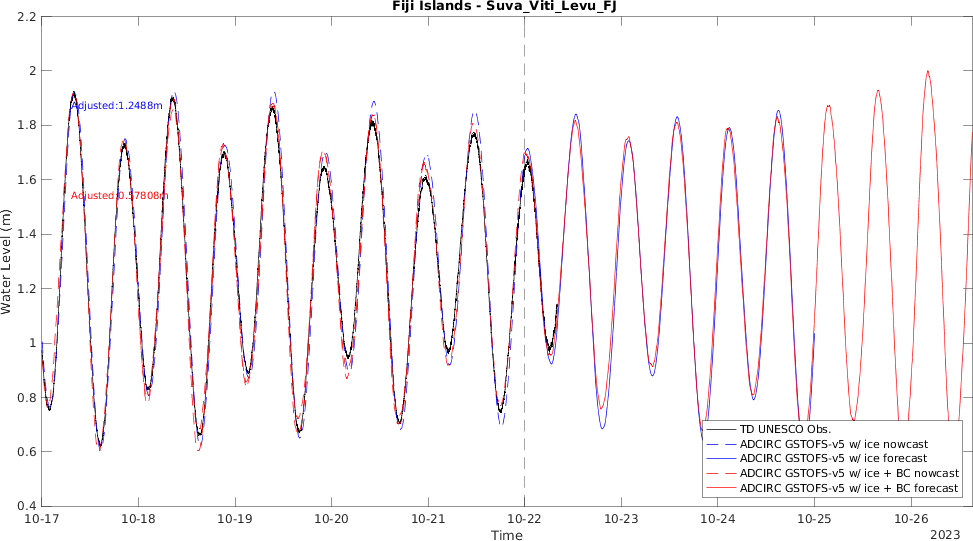 Fiji Islands - Suva_Viti_Levu_FJ
2.2
2
1.8
1.6
1.4
1.2
1
0.8
0.6
0.4
Water Level (m)
Adjusted:1.2488m
Adjusted:0.57808m
TD UNESCO Obs.
ADCIRC GSTOFS-v5 w/ ice nowcast
ADCIRC GSTOFS-v5 w/ ice forecast
ADCIRC GSTOFS-v5 w/ ice + BC nowcast
ADCIRC GSTOFS-v5 w/ ice + BC forecast
10-17 10-18 10-19 10-20 10-21 10-22 10-23 10-24 10-25 10-26
Time
2023